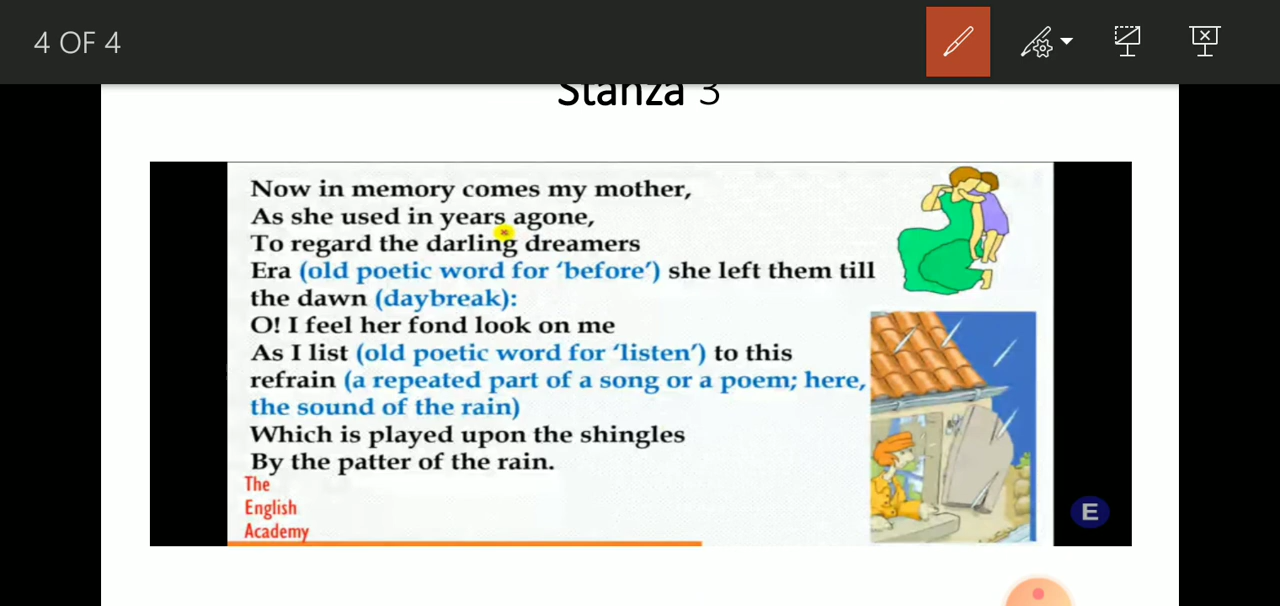 4 OF 4
Stanza 3
Now in memory comes my mother,
As she used in years agone,
To regard the darling dreamers
Era (old poetic word for ‘before’) she left them till
the dawn (daybreak):
O! I feel her fond look on me
As I list (old poetic word for ‘listen’) to this
refrain (a repeated part of a song or a poem; here,
the sound of the rain)
Which is played upon the shingles
By the patter of the rain.
The
English
Academy
E